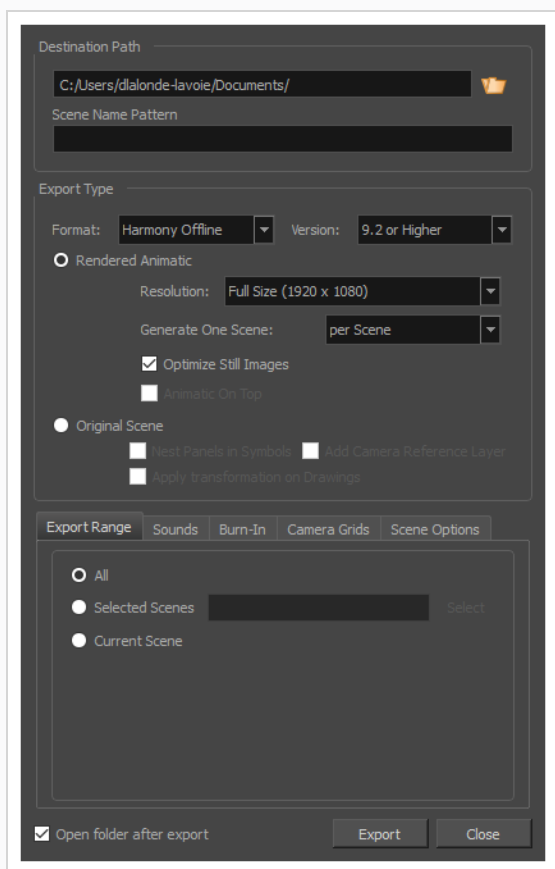 Destination Path
C:/Users/dlalonde-lavoie/Documents/
Scene Name Pattern
Export Type
Format: Harmony Offline Version: 9.2 or Higher
Rendered Animatic
Resolution: Full Size (1920 x 1080)
Generate One Scene: per Scene
Optimize Still Images
Animatic On Top
Original Scene
Nest Panels in Symbols Add Camera Reference Layer
Apply transformation on Drawings
Export Range Sounds Burn-In Camera Grids Scene Options
All
Selected Scenes Select
Current Scene
Open folder after export Export Close